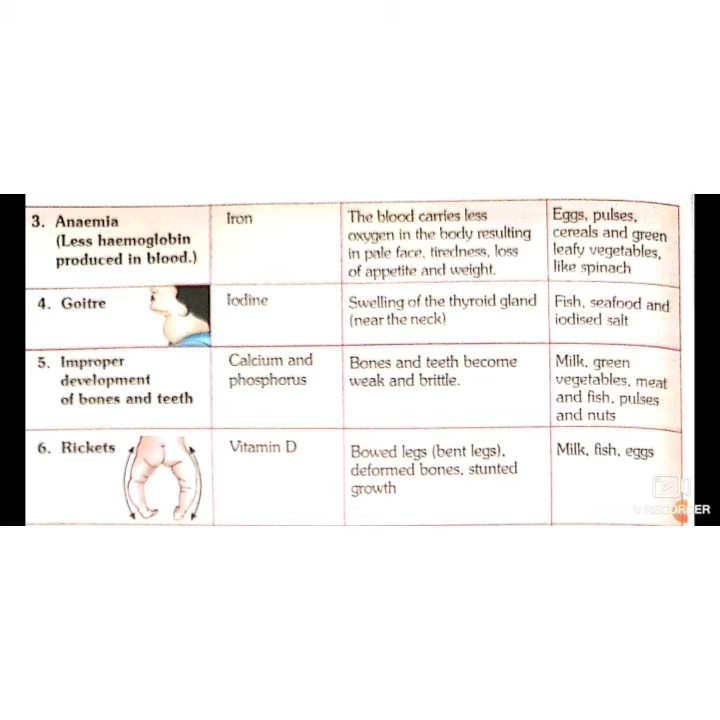 3. Anaemia
(Less haemoglobin
produced in blood.)
Iron
The blood carries less
oxygen in the body resulting
in pale face, tiredness, loss
of appetite and weight.
Eggs, pulses,
cereals and green
leafy vegetables,
like spinach
4. Goitre
Iodine
Swelling of the thyroid gland
(near the neck)
Fish, seafood and
iodised salt
5. Improper
development
of bones and teeth
Calcium and
phosphorus
Bones and teeth become
weak and brittle.
Milk, green
vegetables, meat
and fish, pulses
and nuts
6. Rickets
Vitamin D
Bowed legs (bent legs),
deformed bones, stunted
growth
Milk, fish, eggs
V RECORDER